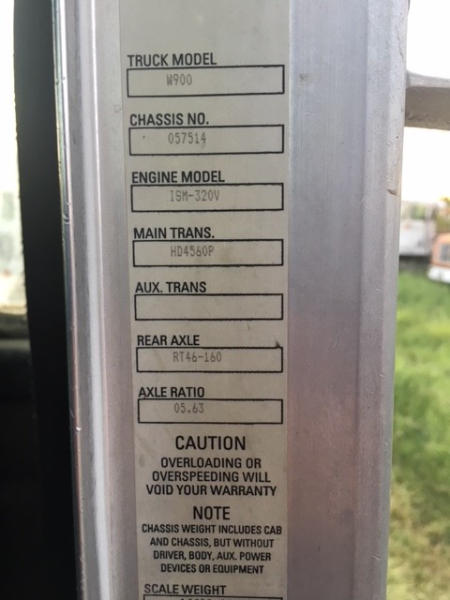 TRUCK MODEL
W900
CHASSIS NO.
057514
ENGINE MODEL
ISM-320V
MAIN TRANS.
HD4560P
AUX. TRANS
REAR AXLE
RT46-160
AXLE RATIO
05.63
CAUTION
OVERLOADING OR
OVERSPEEDING WILL
VOID YOUR WARRANTY
NOTE
CHASSIS WEIGHT INCLUDES CAB
AND CHASSIS, BUT WITHOUT
DRIVER, BODY, AUX. POWER
DEVICES OR EQUIPMENT
SCALE WEIGHT